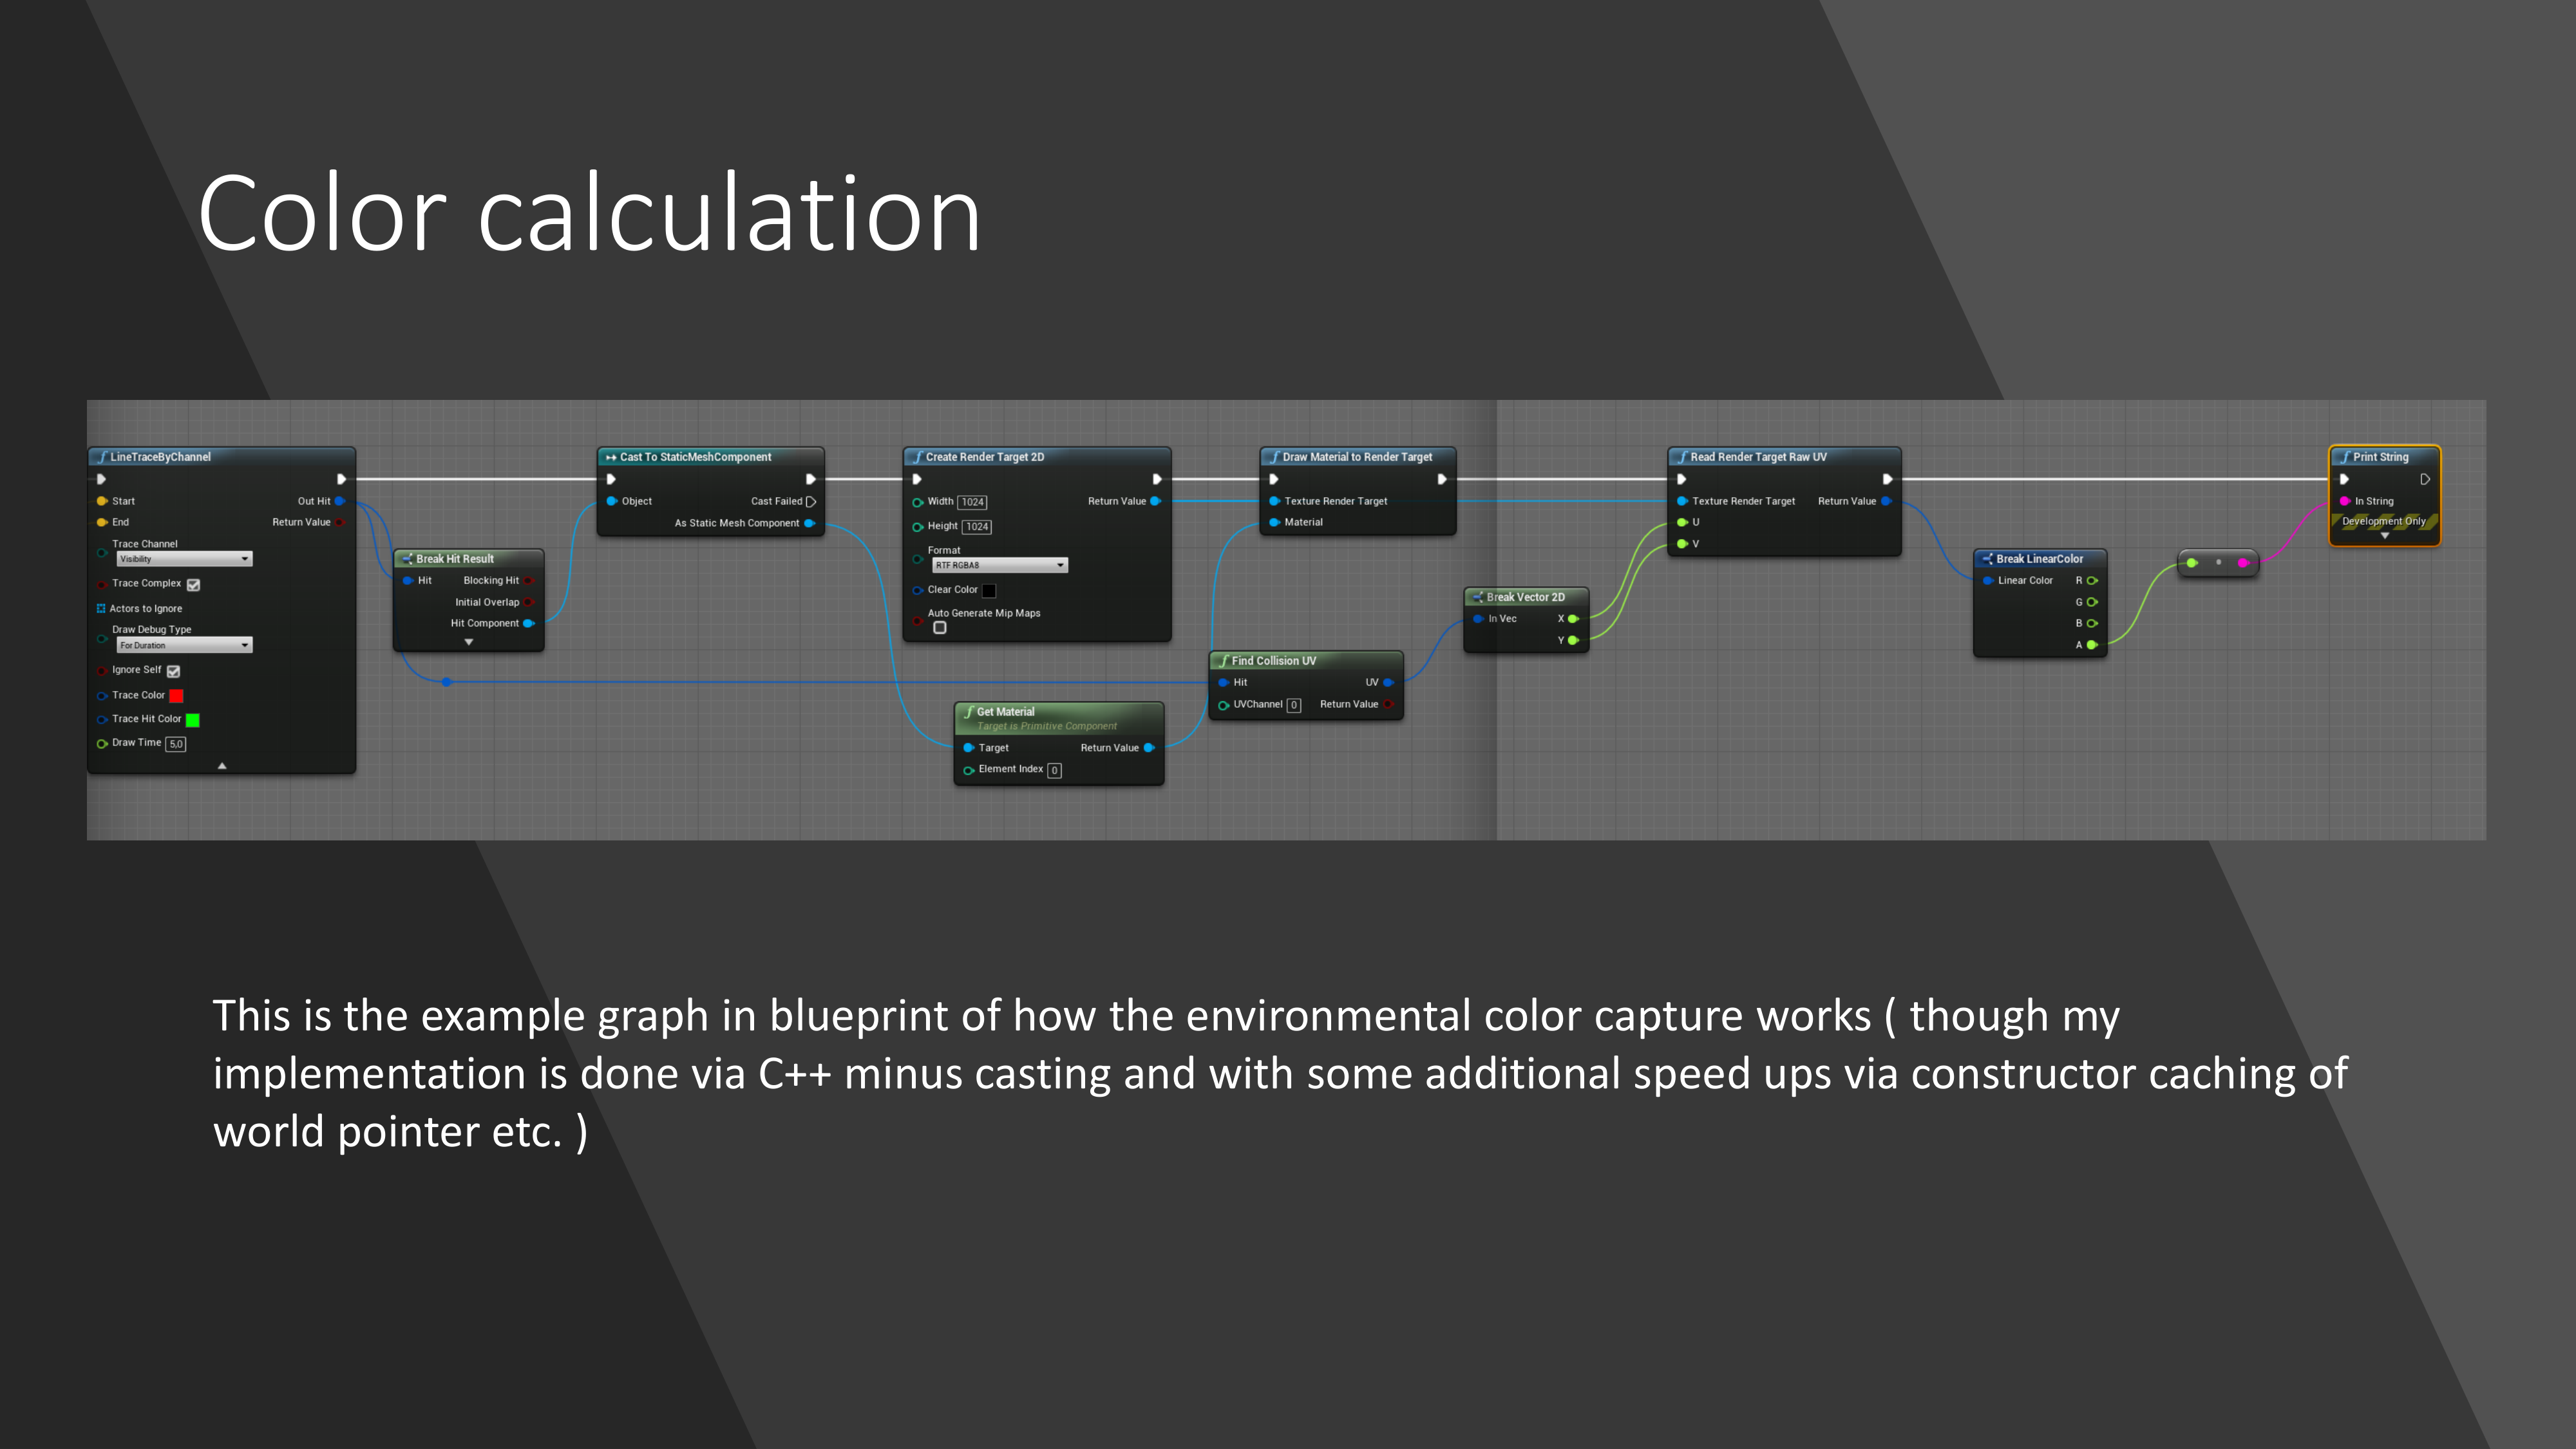 Color calculation
LineTraceByChannel
Start
Out Hit
End
Return Value
Trace Channel
Visibility
Trace Complex
Actors to Ignore
Draw Debug Type
For Duration
Ignore Self
Trace Color
Trace Hit Color
Draw Time 5,0
Break Hit Result
Hit
Blocking Hit
Initial Overlap
Hit Component
Cast To StaticMeshComponent
Object
Cast Failed
As Static Mesh Component
Create Render Target 2D
Width 1024
Return Value
Height 1024
Format
RTF RGBA8
Clear Color
Auto Generate Mip Maps
Get Material
Target is Primitive Component
Target
Return Value
Element Index 0
Draw Material to Render Target
Texture Render Target
Material
Find Collision UV
Hit
UV
UVChannel 0
Return Value
Break Vector 2D
In Vec
X
Y
Read Render Target Raw UV
Texture Render Target
Return Value
U
V
Break LinearColor
Linear Color
R
G
B
A
Print String
In String
Development Only
This is the example graph in blueprint of how the environmental color capture works ( though my
implementation is done via C++ minus casting and with some additional speed ups via constructor caching of
world pointer etc. )